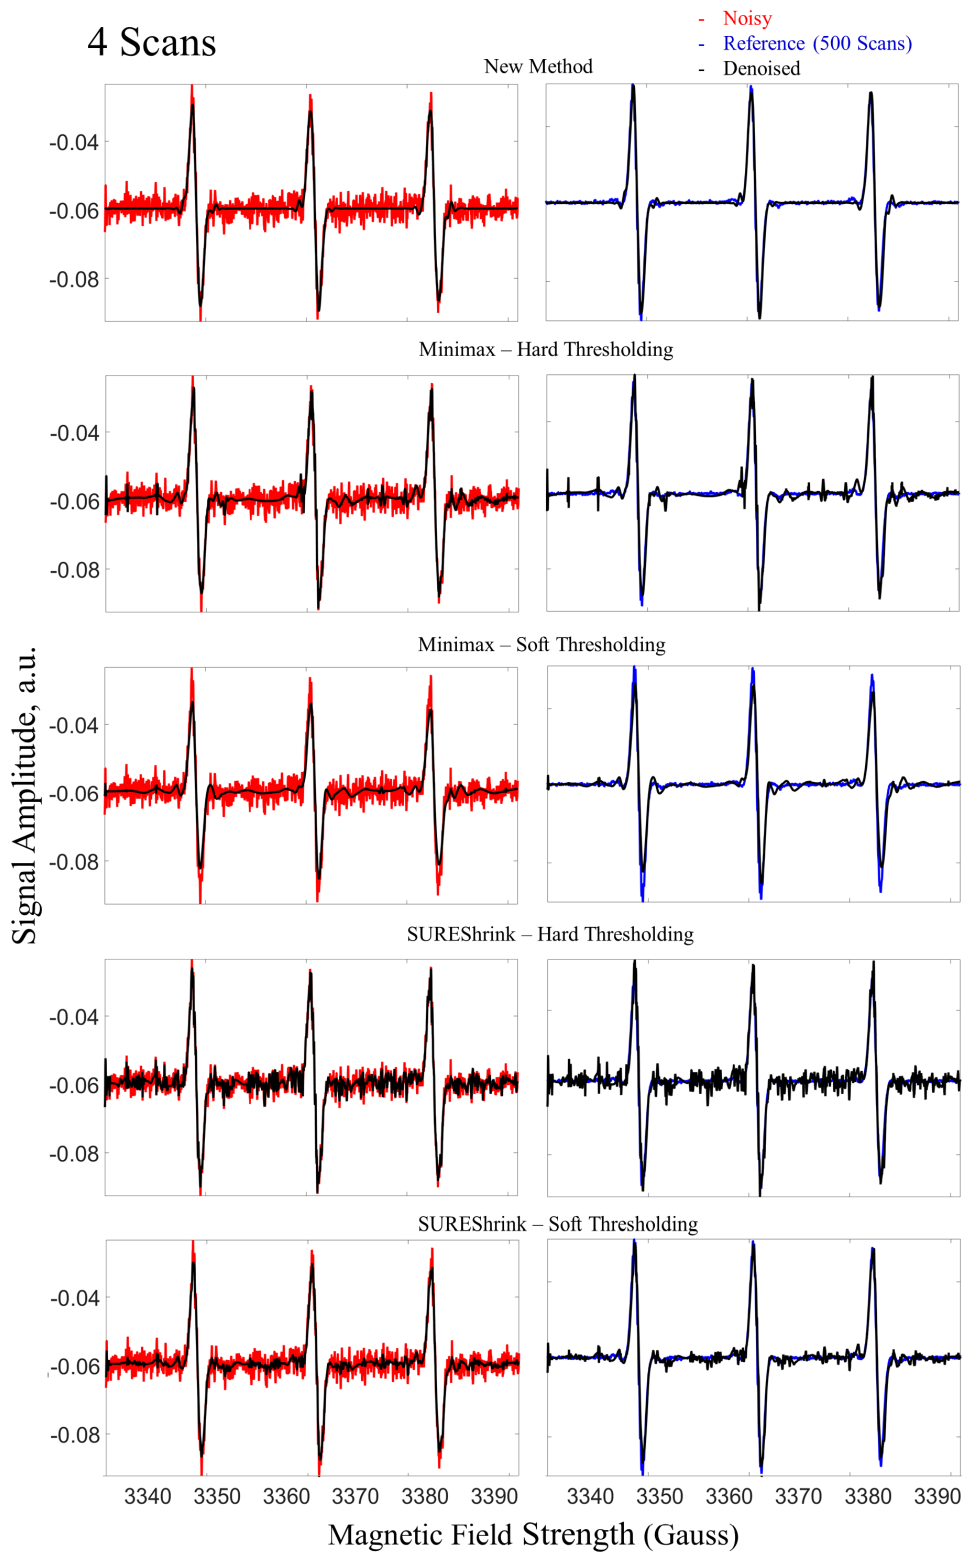 4 Scans
- Noisy
- Reference (500 Scans)
- Denoised
New Method
-0.04
-0.06
-0.08
Minimax – Hard Thresholding
-0.04
-0.06
-0.08
Minimax – Soft Thresholding
-0.04
-0.06
-0.08
Signal Amplitude, a.u.
SUREShrink – Hard Thresholding
-0.04
-0.06
-0.08
SUREShrink – Soft Thresholding
-0.04
-0.06
-0.08
3340 3350 3360 3370 3380 3390 3340 3350 3360 3370 3380 3390
Magnetic Field Strength (Gauss)